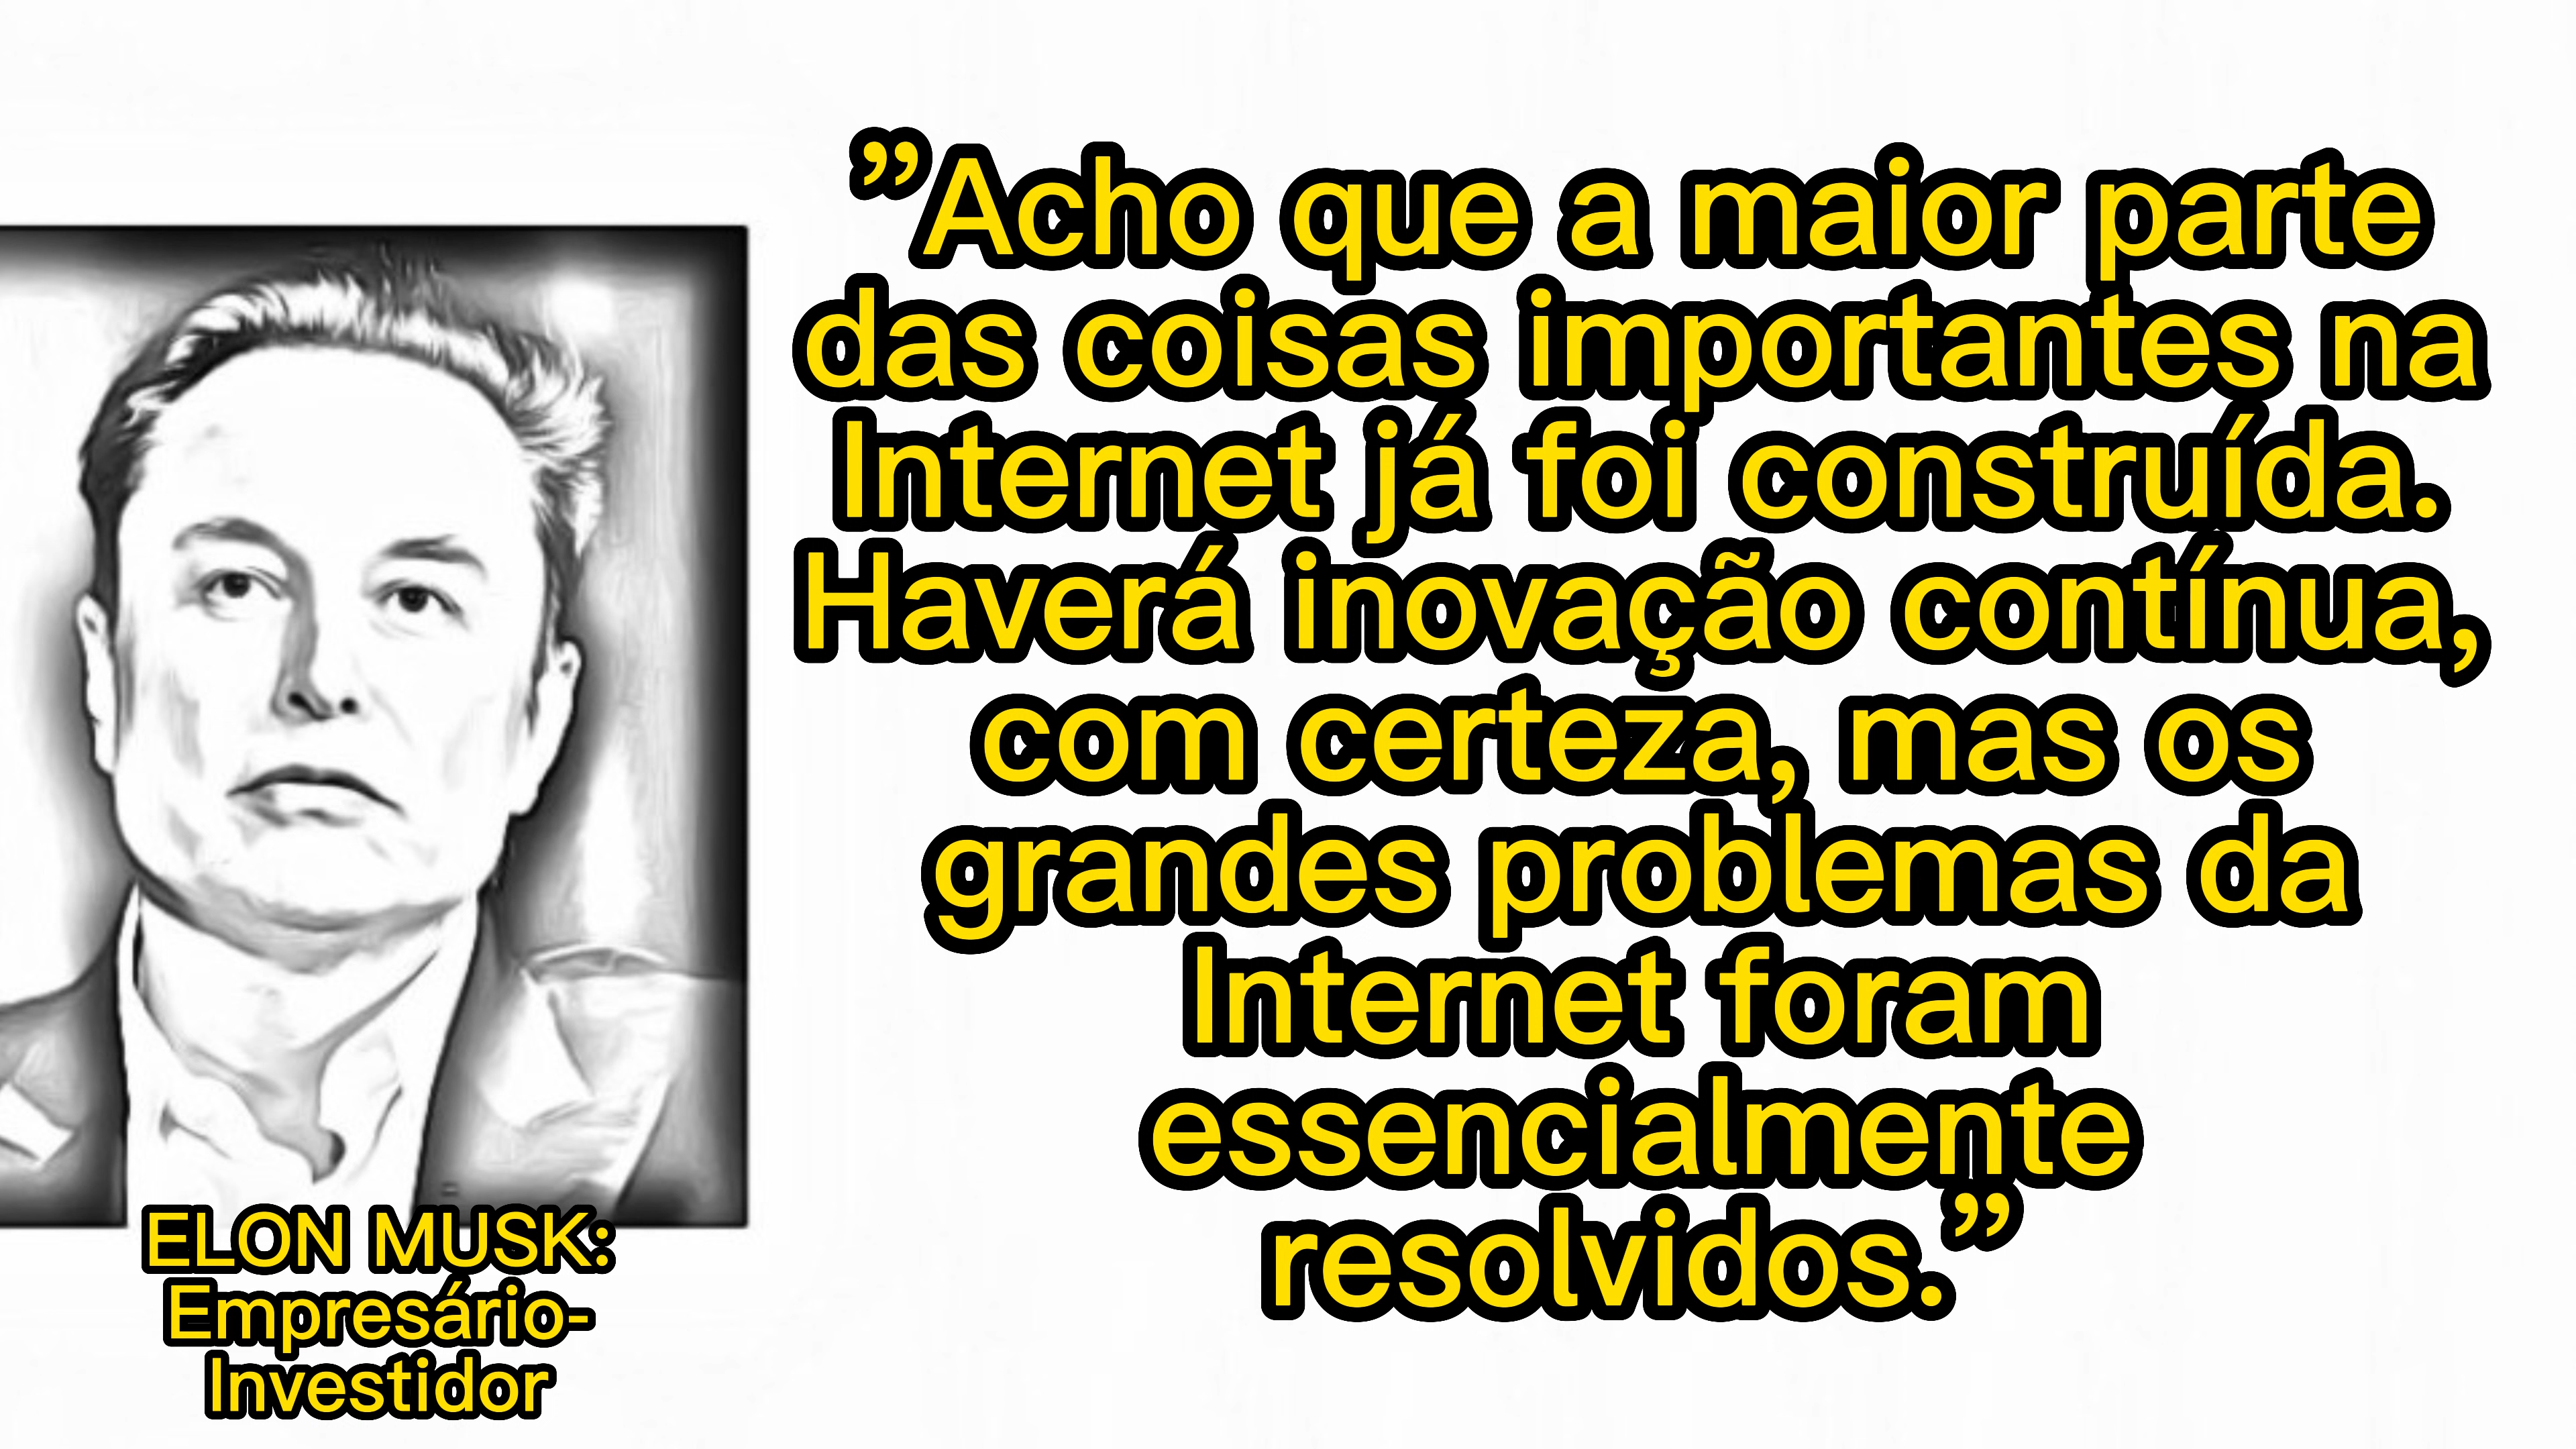 ”Acho que a maior parte
das coisas importantes na
Internet já foi construída.
Haverá inovação contínua,
com certeza, mas os
grandes problemas da
Internet foram
essencialmente
resolvidos.”
ELON MUSK:
Empresário-
Investidor